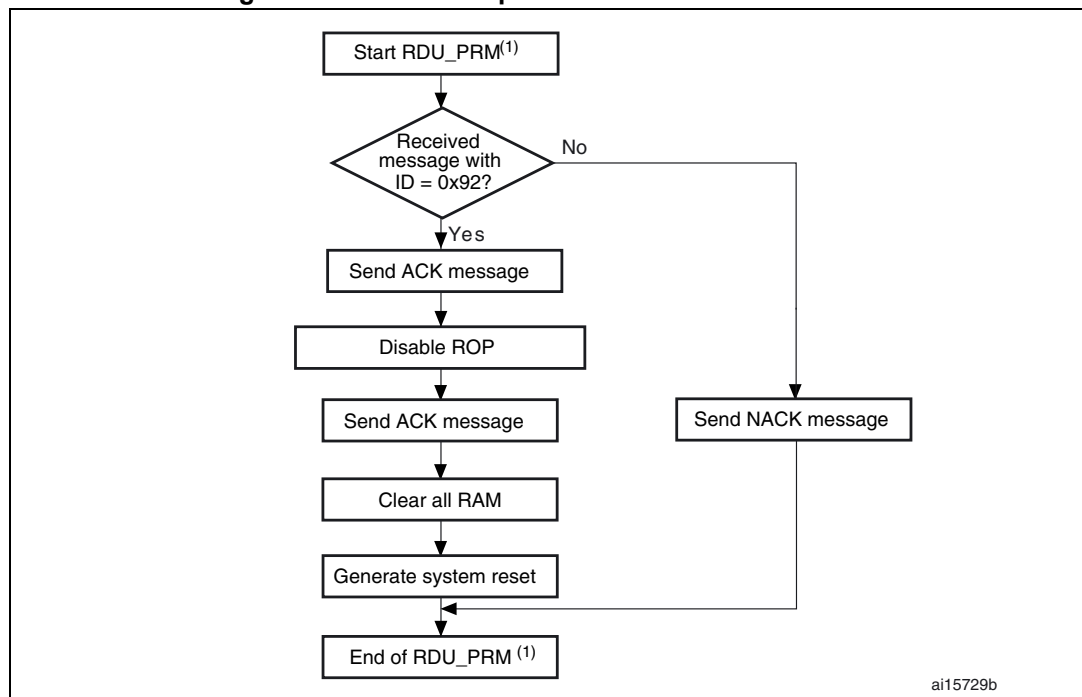 Start RDU_PRM(1)
Received
message with
ID = 0x92?
No
Yes
Send ACK message
Disable ROP
Send ACK message
Send NACK message
Clear all RAM
Generate system reset
End of RDU_PRM (1)
ai15729b